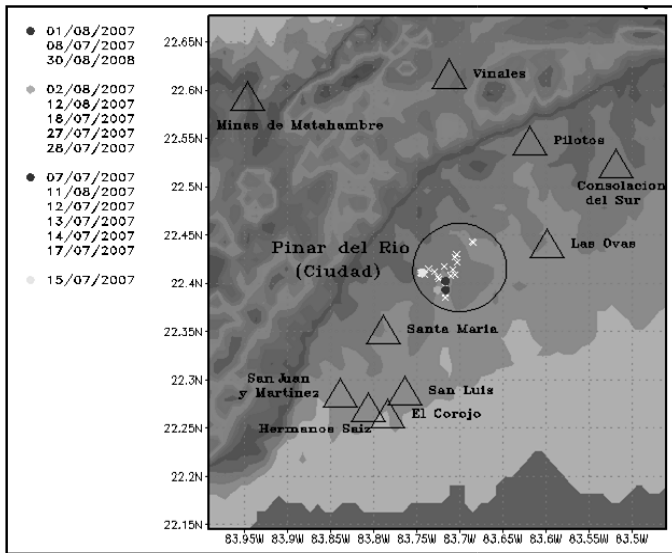 01/08/2007
08/07/2007
30/08/2008
02/08/2007
12/08/2007
18/07/2007
27/07/2007
28/07/2007
07/07/2007
11/08/2007
12/07/2007
13/07/2007
14/07/2007
17/07/2007
15/07/2007
22.65N
22.6N
22.55N
22.5N
22.45N
22.4N
22.35N
22.3N
22.25N
22.2N
22.15N
Vinales
Minas de Matahambre
Pilotos
Consolacion
del Sur
Las Ovas
Pinar del Rio
(Ciudad)
Santa Maria
San Juan
y Martinez
San Luis
El Corojo
Hermanos Saiz
83.95W 83.9W 83.85W 83.8W 83.75W 83.7W 83.65W 83.6W 83.55W 83.5W